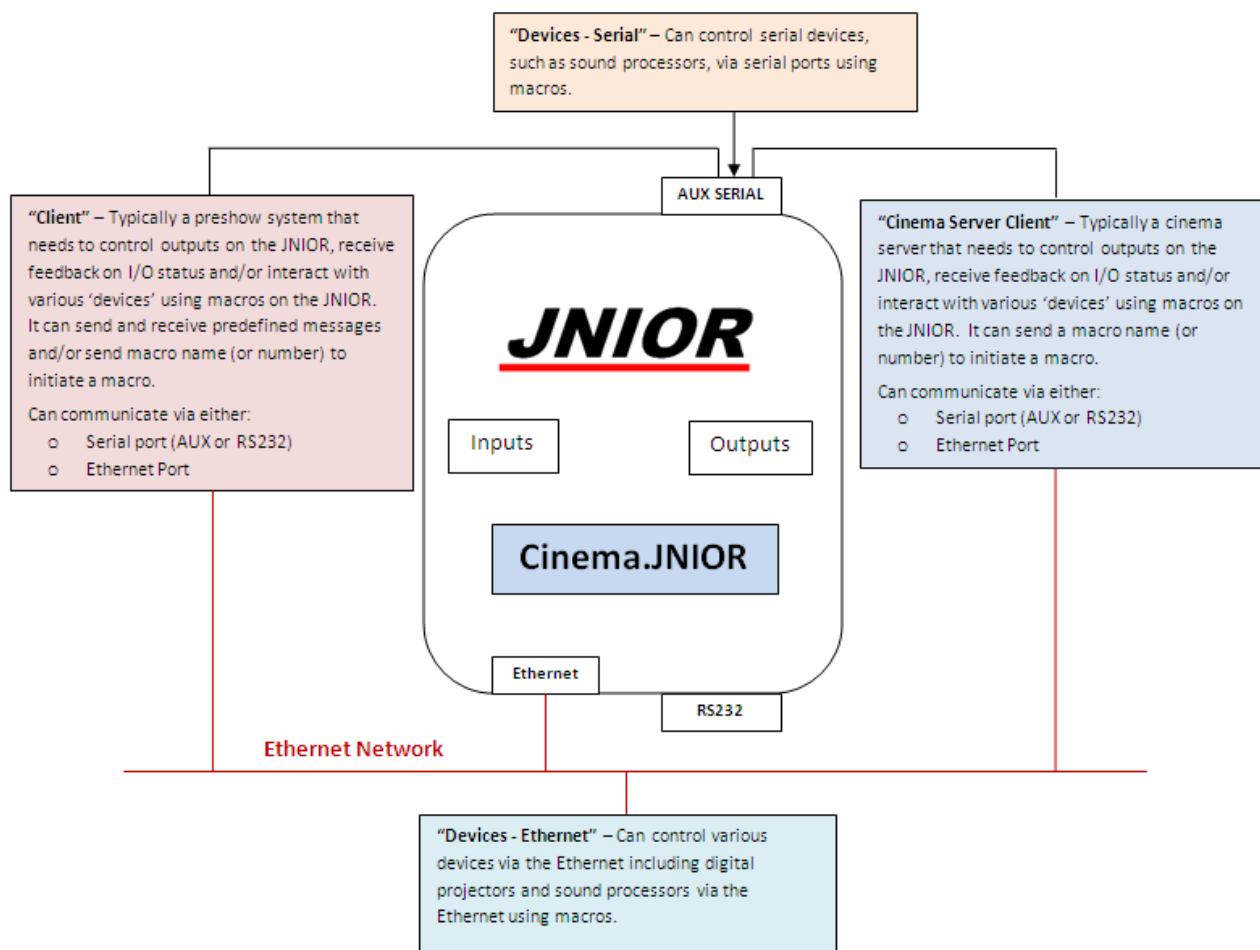 “Devices - Serial” – Can control serial devices,
such as sound processors, via serial ports using
macros.
AUX SERIAL
“Client” – Typically a preshow system that
needs to control outputs on the JNIOR, receive
feedback on I/O status and/or interact with
various ‘devices’ using macros on the JNIOR.
It can send and receive predefined messages
and/or send macro name (or number) to
initiate a macro.
Can communicate via either:
o Serial port (AUX or RS232)
o Ethernet Port
“Cinema Server Client” – Typically a cinema
server that needs to control outputs on the
JNIOR, receive feedback on I/O status and/or
interact with various ‘devices’ using macros on
the JNIOR. It can send a macro name (or
number) to initiate a macro.
Can communicate via either:
o Serial port (AUX or RS232)
o Ethernet Port
JNIOR
Inputs
Outputs
Cinema.JNIOR
Ethernet
RS232
Ethernet Network
“Devices - Ethernet” – Can control various
devices via the Ethernet including digital
projectors and sound processors via the
Ethernet using macros.